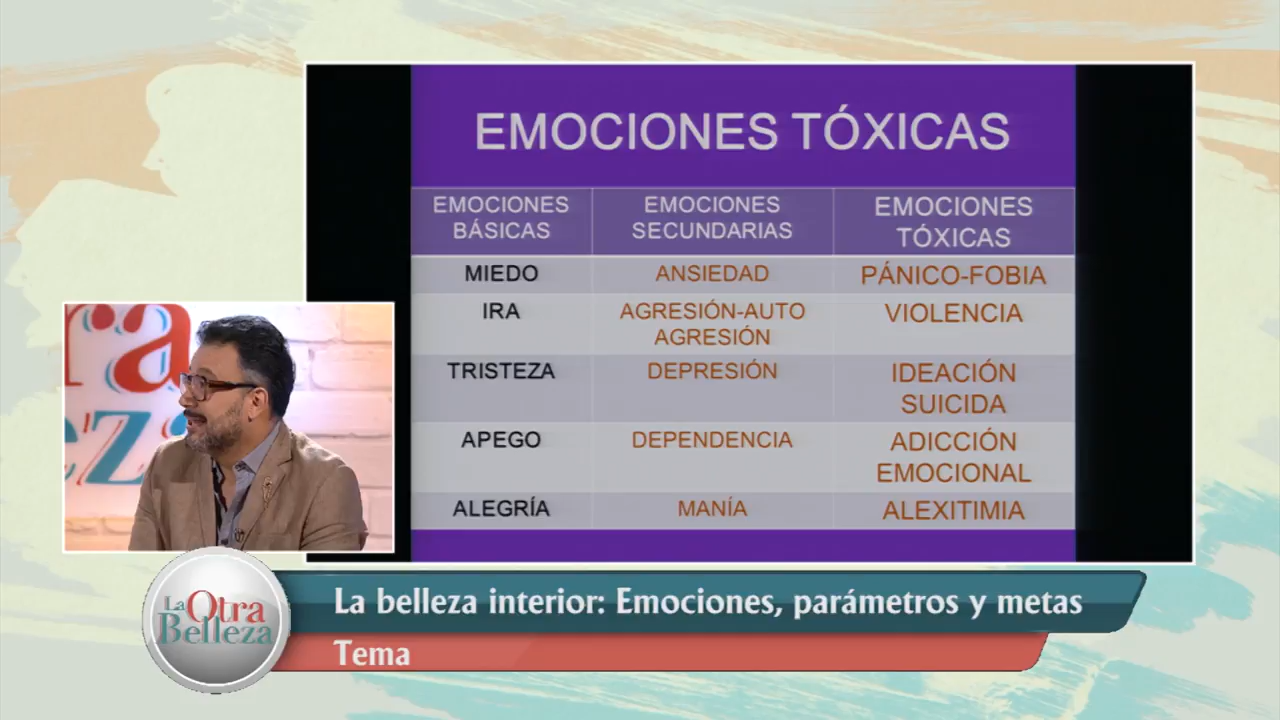 EMOCIONES TÓXICAS
EMOCIONES BÁSICAS
EMOCIONES SECUNDARIAS
EMOCIONES TÓXICAS
MIEDO
ANSIEDAD
PÁNICO-FOBIA
IRA
AGRESIÓN-AUTO
AGRESIÓN
VIOLENCIA
TRISTEZA
DEPRESIÓN
IDEACIÓN
SUICIDA
APEGO
DEPENDENCIA
ADICCIÓN
EMOCIONAL
ALEGRÍA
MANÍA
ALEXITIMIA
La Otra
Belleza
La belleza interior: Emociones, parámetros y metas
Tema